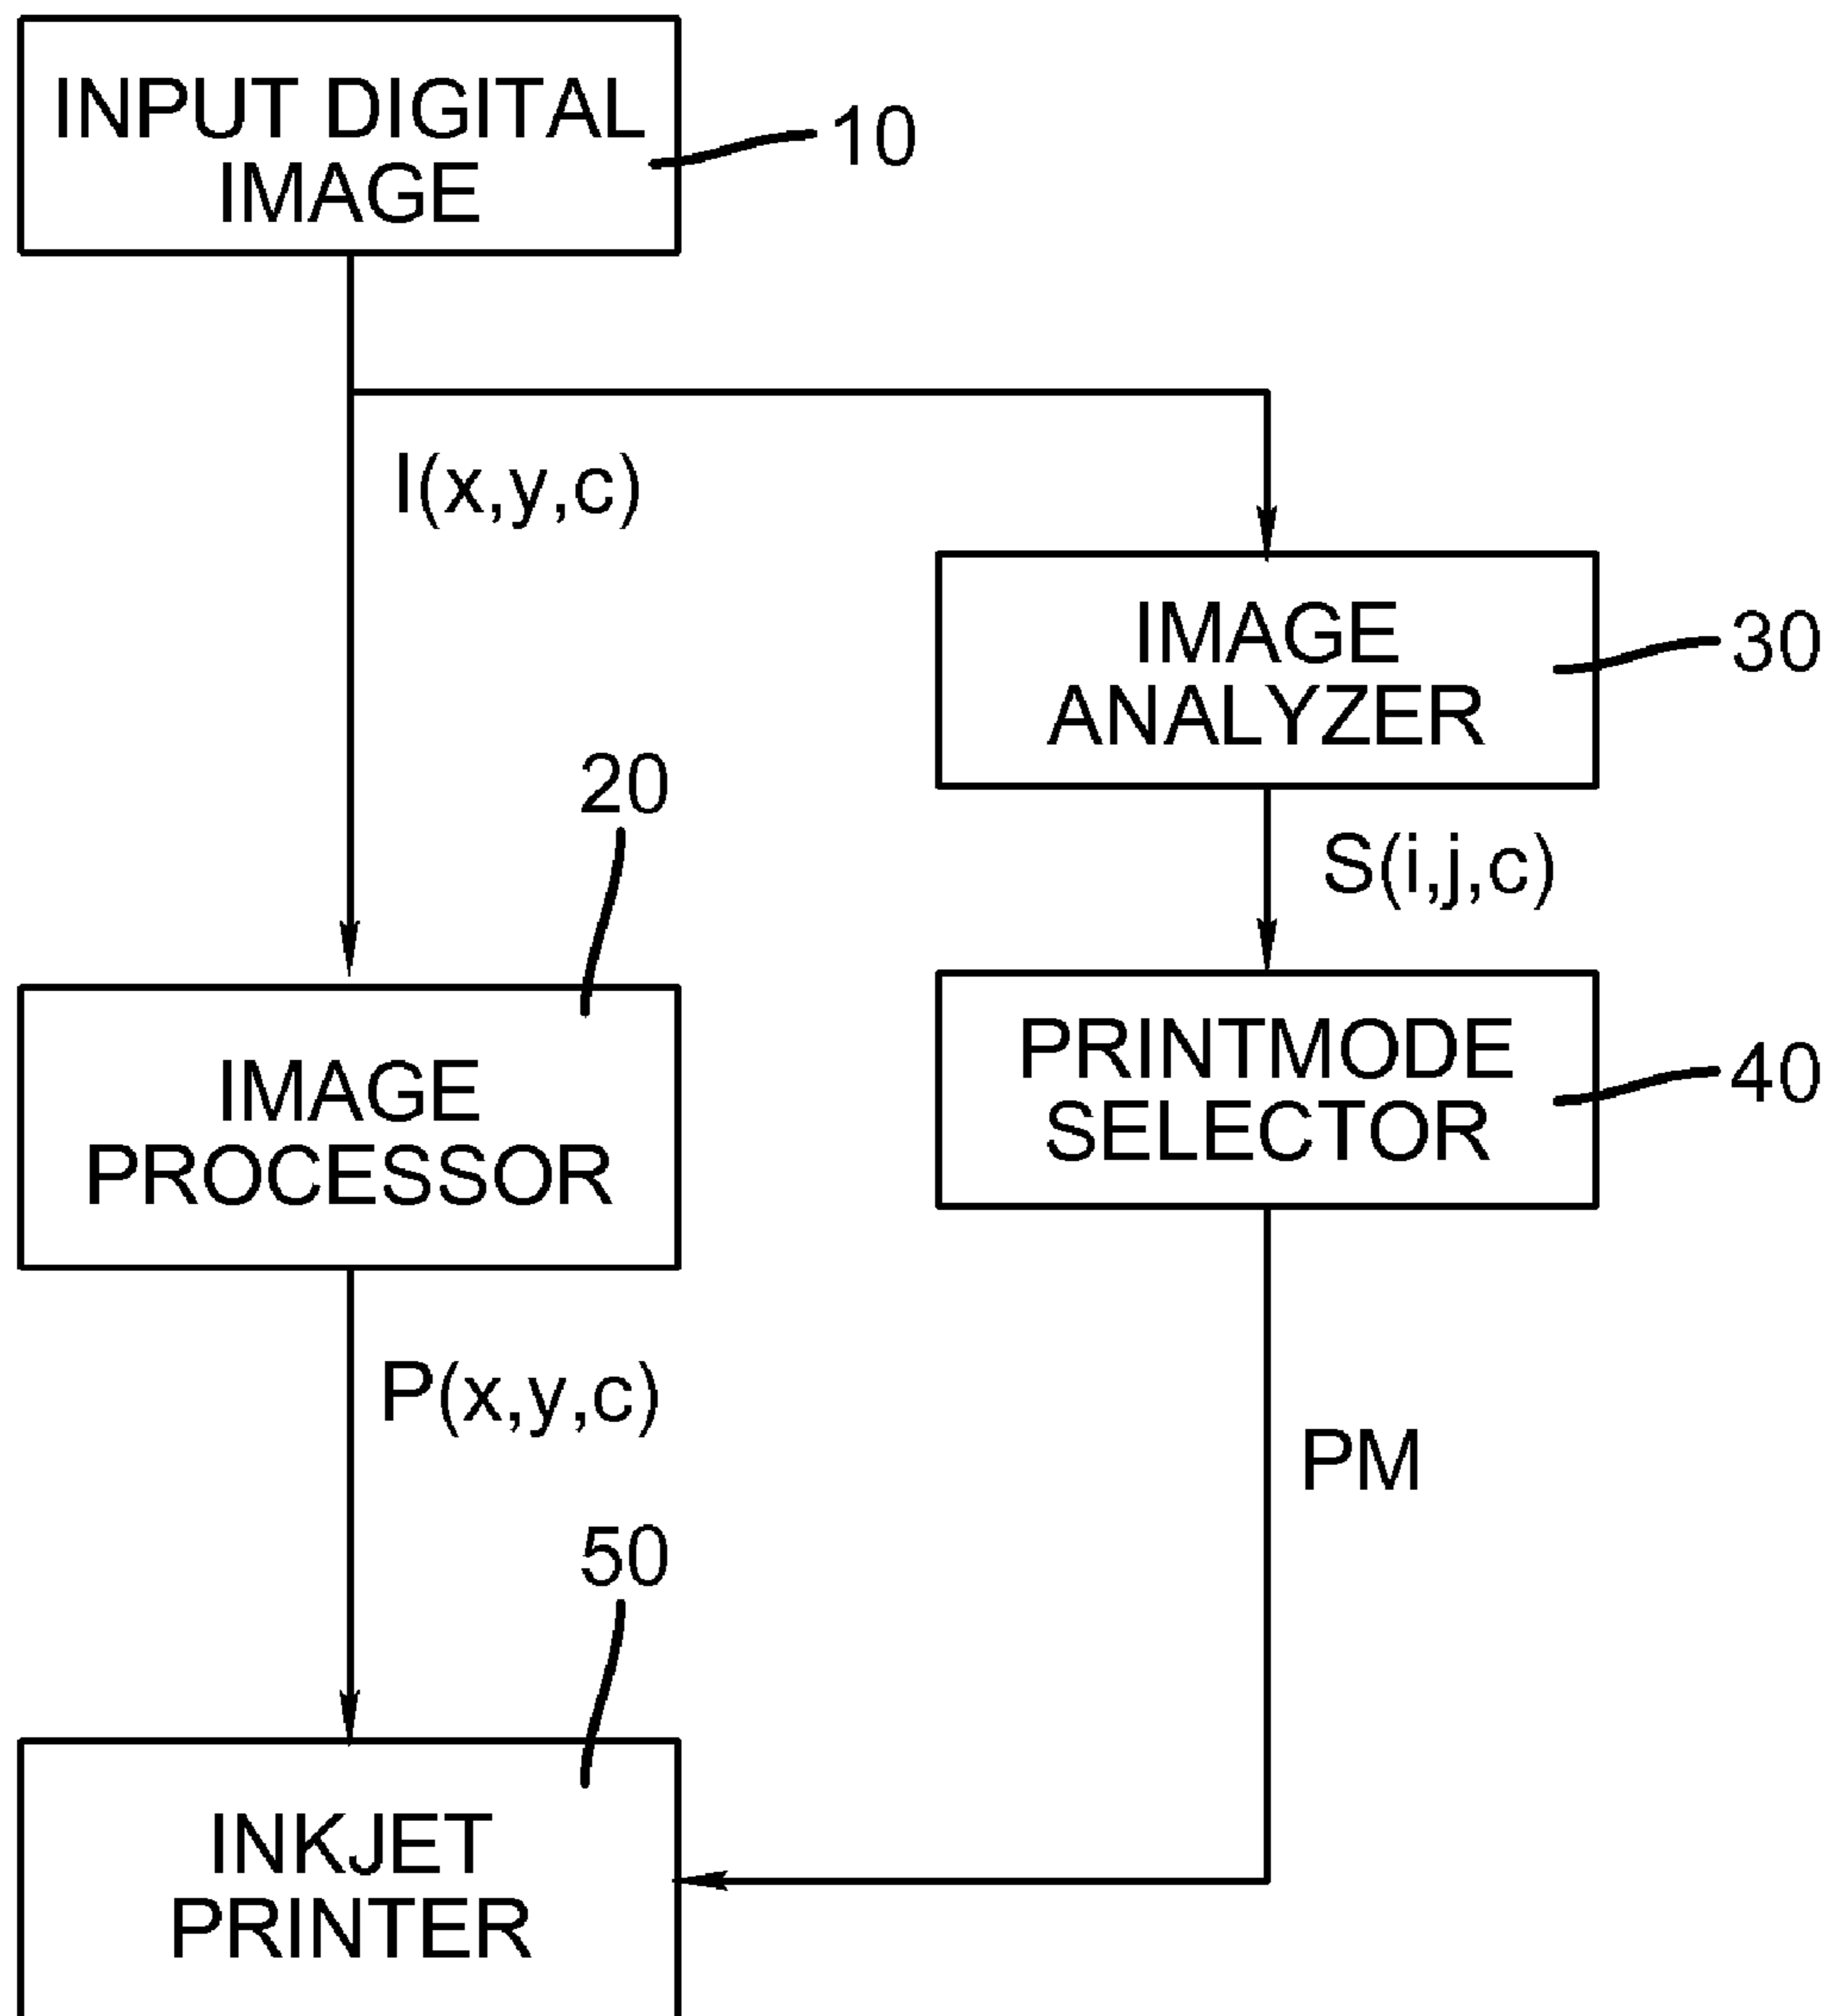 INPUT DIGITAL
IMAGE
10
I(x,y,c)
IMAGE
ANALYZER
30
20
S(i,j,c)
IMAGE
PROCESSOR
PRINTMODE
SELECTOR
40
P(x,y,c)
PM
50
INKJET
PRINTER